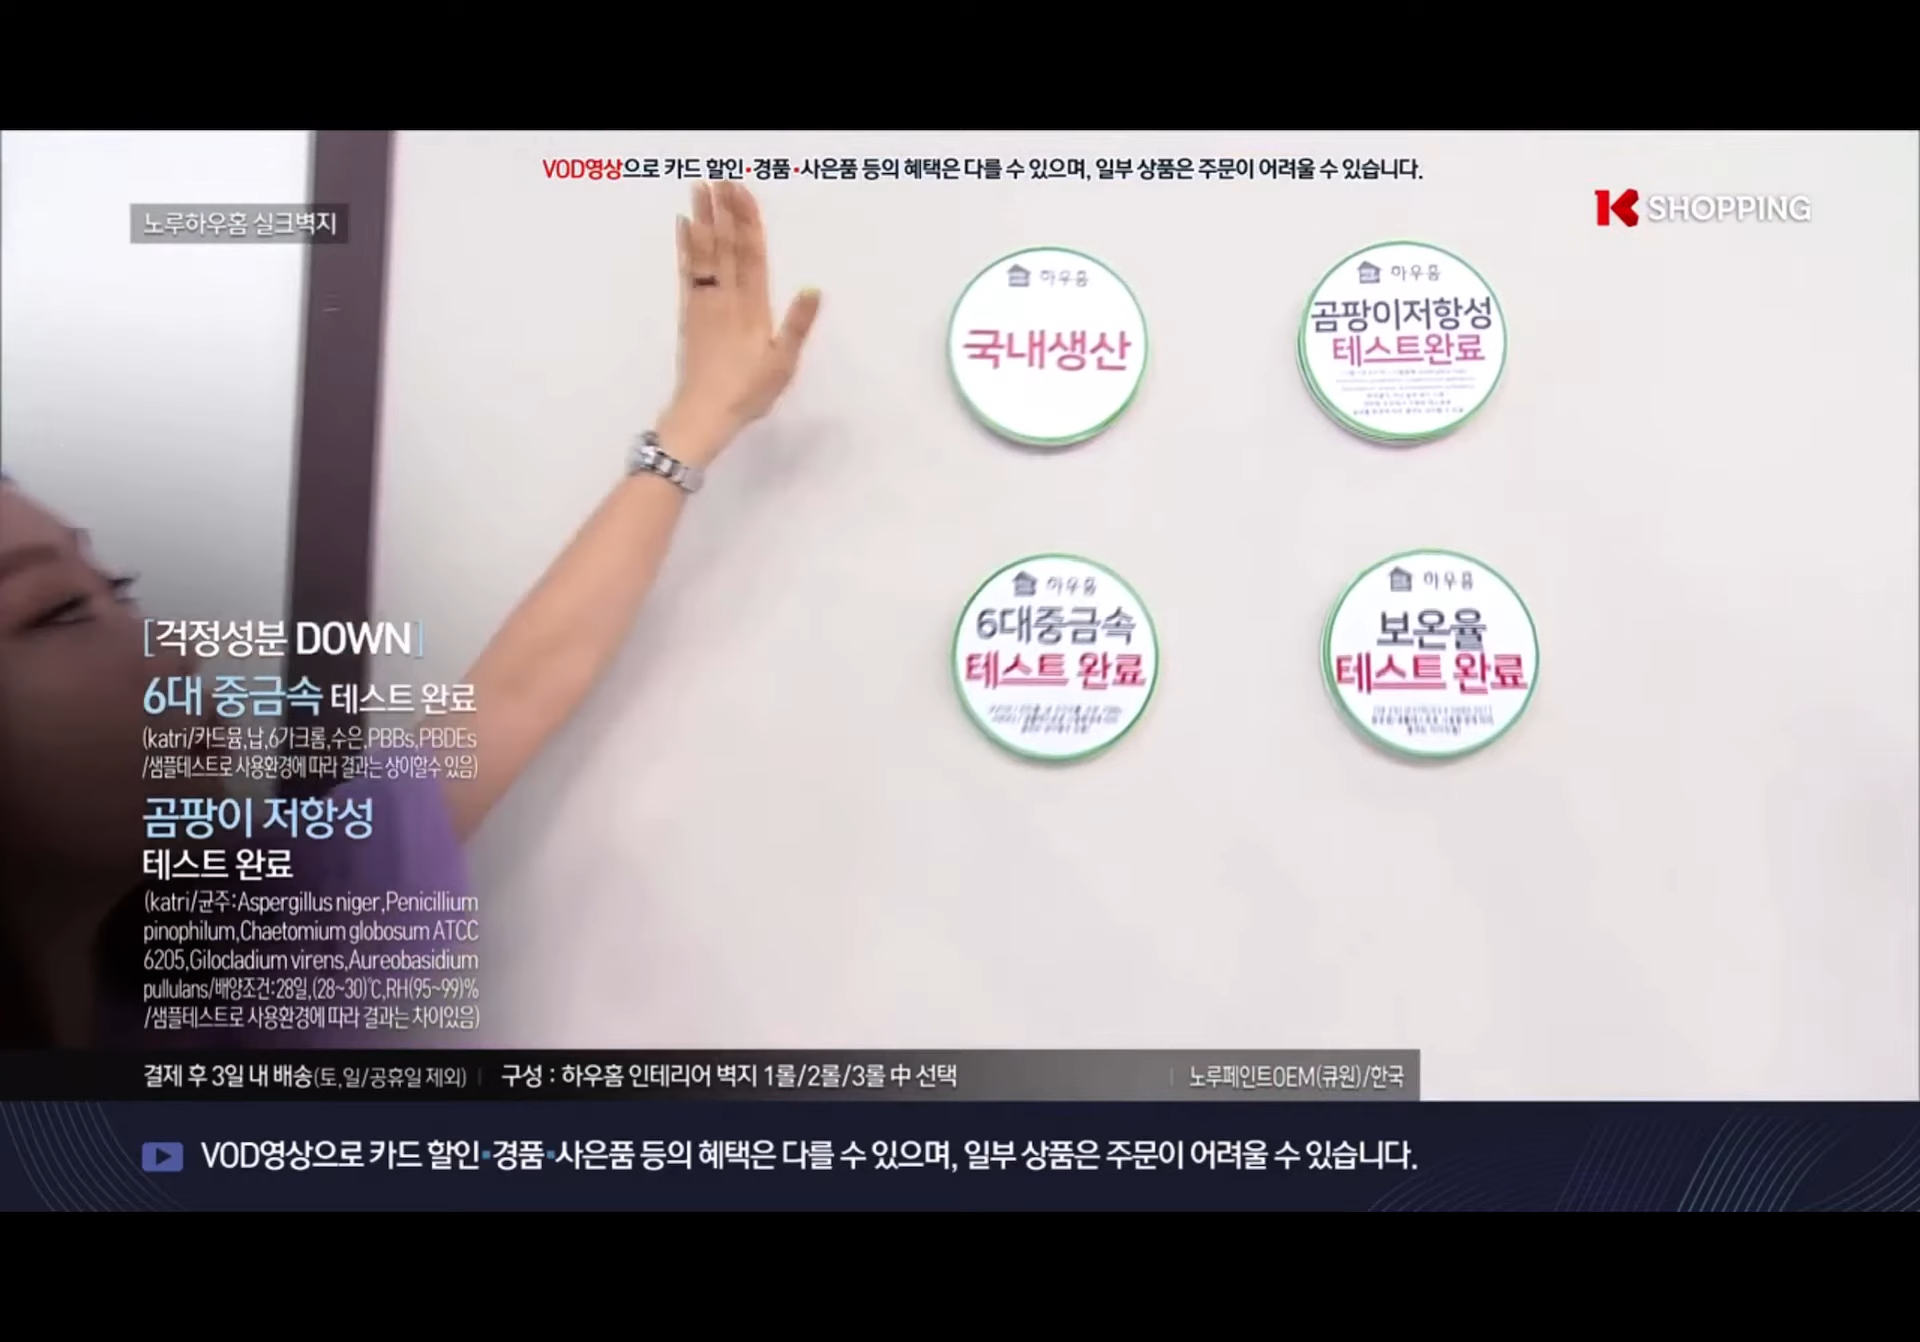 VOD영상으로 카드 할인•경품•사은품 등의 혜택은 다를 수 있으며, 일부 상품은 주문이 어려울 수 있습니다.
노루하우홈 실크벽지
K SHOPPING
하우홈
국내생산
하우홈
곰팡이저항성
테스트완료
하우홈
6대중금속
테스트 완료
하우홈
보온율
테스트 완료
[걱정성분 DOWN]
6대 중금속 테스트 완료
(katri/카드뮴,납,6가크롬,수은,PBBs,PBDEs
/샘플테스트로 사용환경에 따라 결과는 상이할수 있음)
곰팡이 저항성
테스트 완료
(katri/균주:Aspergillus niger,Penicillium
pinophilum,Chaetomium globosum ATCC
6205,Gilocladium virens,Aureobasidium
pullulans/배양조건:28일,(28~30)℃,RH(95~99)%
/샘플테스트로 사용환경에 따라 결과는 차이있음)
결제 후 3일 내 배송(토,일/공휴일 제외) | 구성 : 하우홈 인테리어 벽지 1롤/2롤/3롤 中 선택 | 노루페인트OEM(큐원)/한국
VOD영상으로 카드 할인•경품•사은품 등의 혜택은 다를 수 있으며, 일부 상품은 주문이 어려울 수 있습니다.